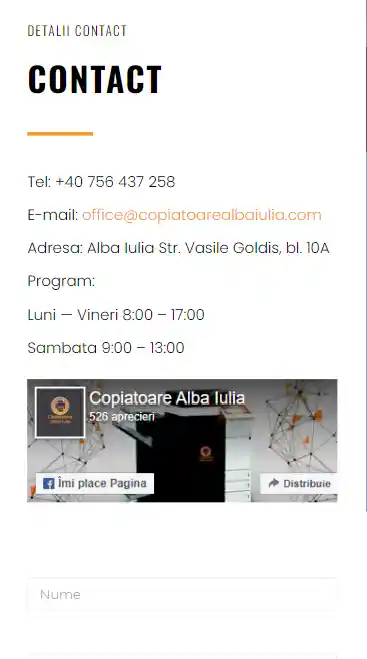 DETALII CONTACT
CONTACT
Tel: +40 756 437 258
E-mail: office@copiatoarealbaiulia.com
Adresa: Alba Iulia Str. Vasile Goldis, bl. 10A
Program:
Luni — Vineri 8:00 – 17:00
Sambata 9:00 – 13:00
Copiatoare Alba Iulia
526 aprecieri
Îmi place Pagina
Distribuie
Nume